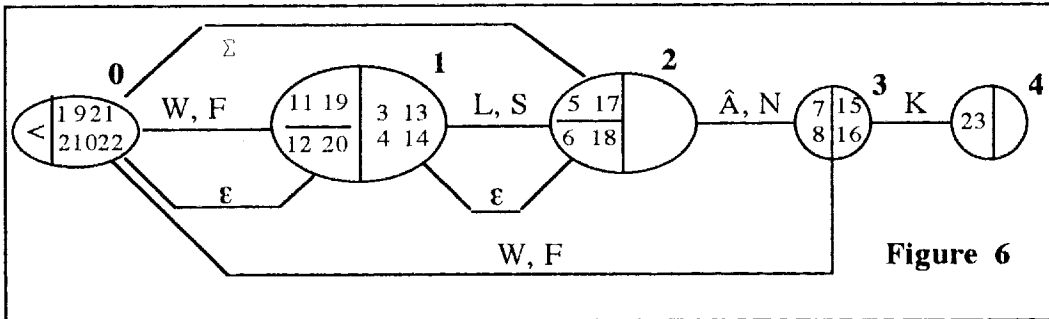 Σ
0
1
2
3
4
<
1 9 21
2 10 22
W, F
11 19
12 20
3 13
4 14
L, S
5 17
6 18
Â, N
7 15
8 16
K
23
ε
ε
W, F
Figure 6